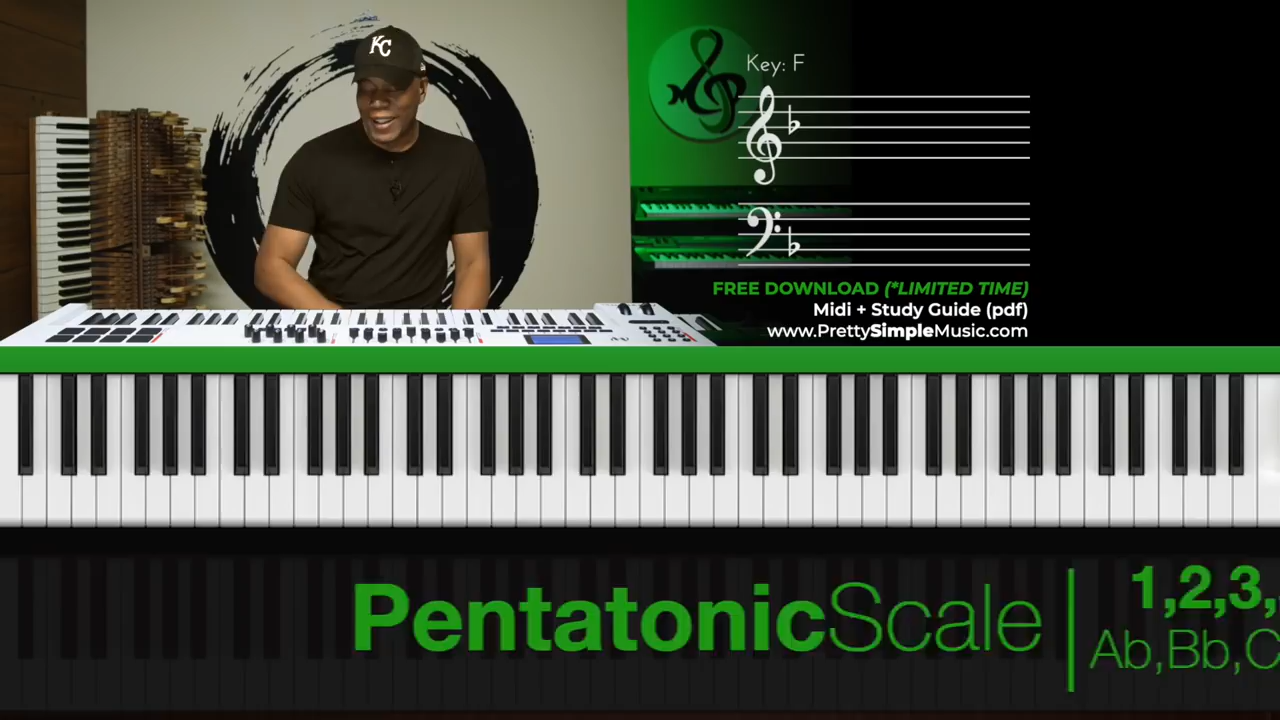 KC
Key: F
FREE DOWNLOAD (*LIMITED TIME)
Midi + Study Guide (pdf)
www.PrettySimpleMusic.com
PentatonicScale
1,2,3,
Ab,Bb,C